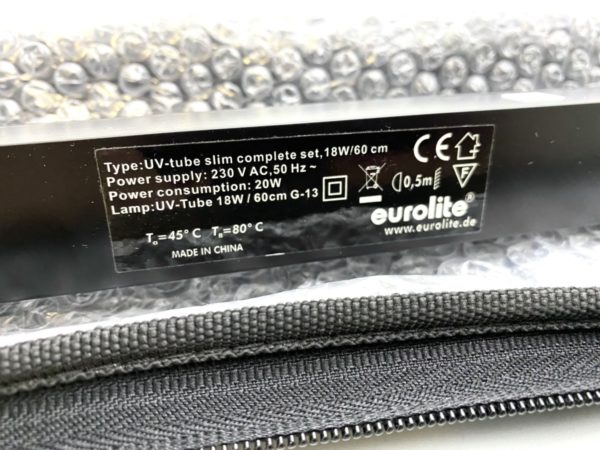 Type:UV-tube slim complete set,18W/60 cm
Power supply: 230 V AC,50 Hz ~
Power consumption: 20W
Lamp:UV-Tube 18W / 60cm G-13
Tₐ=45° C Tʙ=80° C
MADE IN CHINA
CE
0,5m
F
eurolite®
www.eurolite.de